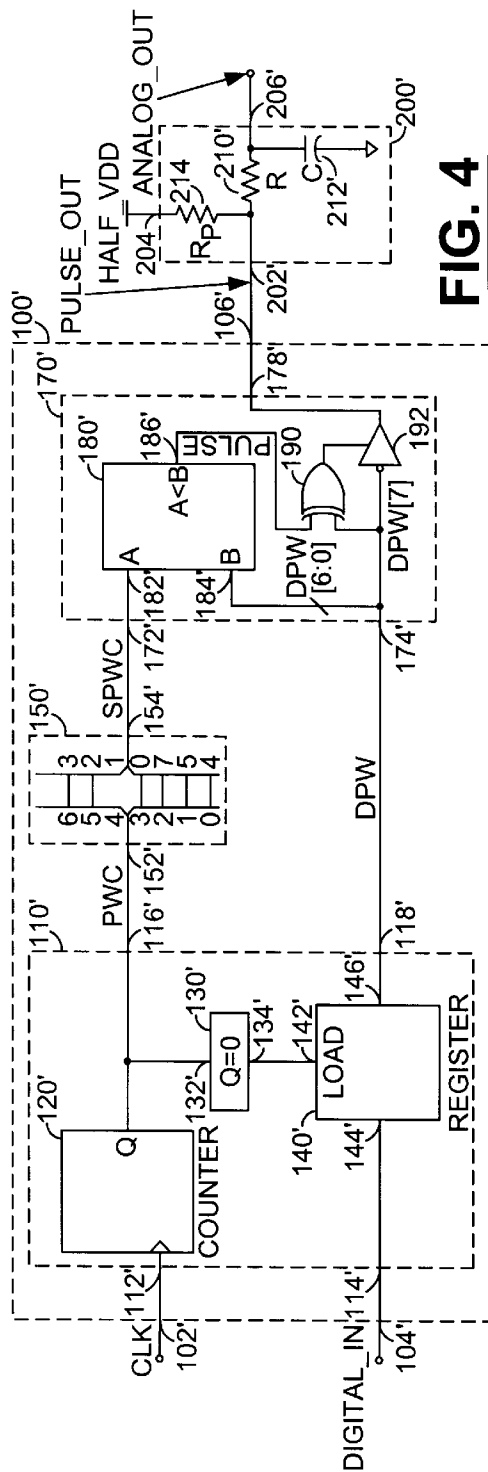 100'
170'
PULSE_OUT
HALF_VDD
ANALOG_OUT
110'
120'
Q
COUNTER
CLK
102'
112'
116'
PWC
152'
150'
6 3
5 2
4 1
3 0
2 7
1 5
0 4
154'
SPWC
172'
182'
180'
A
B
A<B
184'
186'
PULSE
190
DPW
[6:0]
DPW[7]
192
174'
178'
106'
202'
204
214
RP
210'
R
C
212'
206'
200'
130'
132'
Q=0
134'
142'
LOAD
140'
144'
146'
REGISTER
118'
DPW
DIGITAL_IN
104'
114'
FIG. 4